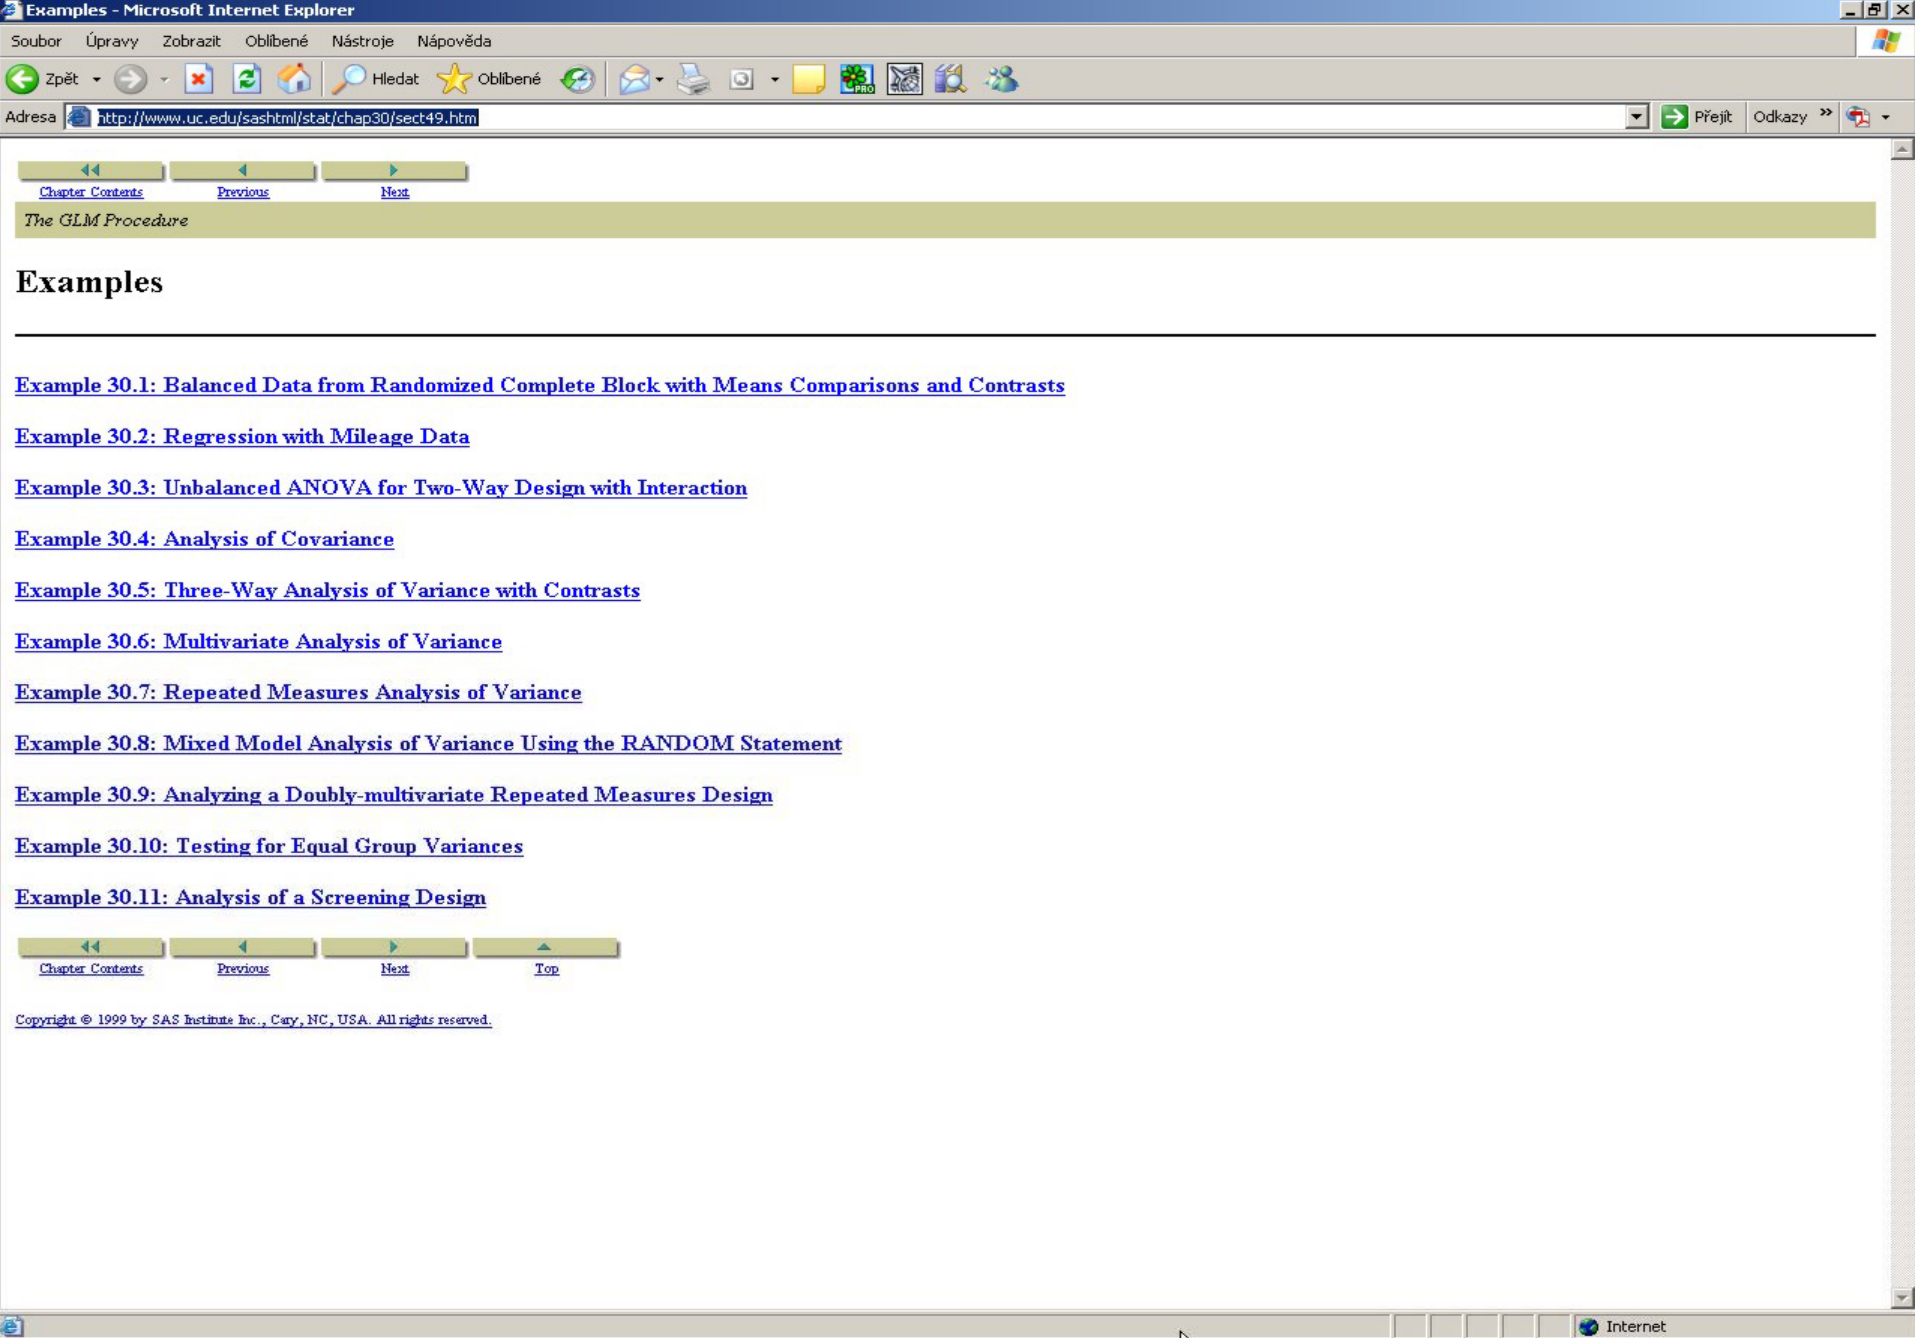 Examples - Microsoft Internet Explorer
Soubor Úpravy Zobrazit Oblíbené Nástroje Nápověda
Zpět Hledat Oblíbené PRO
Adresa http://www.uc.edu/sashtml/stat/chap30/sect49.htm Přejít Odkazy »
Chapter Contents Previous Next
The GLM Procedure
Examples
Example 30.1: Balanced Data from Randomized Complete Block with Means Comparisons and Contrasts
Example 30.2: Regression with Mileage Data
Example 30.3: Unbalanced ANOVA for Two-Way Design with Interaction
Example 30.4: Analysis of Covariance
Example 30.5: Three-Way Analysis of Variance with Contrasts
Example 30.6: Multivariate Analysis of Variance
Example 30.7: Repeated Measures Analysis of Variance
Example 30.8: Mixed Model Analysis of Variance Using the RANDOM Statement
Example 30.9: Analyzing a Doubly-multivariate Repeated Measures Design
Example 30.10: Testing for Equal Group Variances
Example 30.11: Analysis of a Screening Design
Chapter Contents Previous Next Top
Copyright © 1999 by SAS Institute Inc., Cary, NC, USA. All rights reserved.
Internet